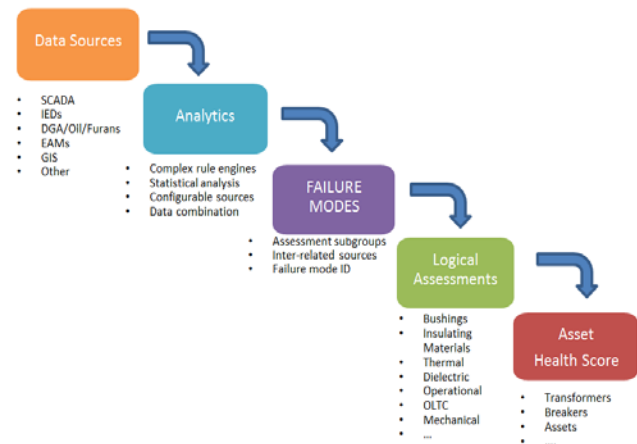 Data Sources
• SCADA
• IEDs
• DGA/Oil/Furans
• EAMs
• GIS
• Other
Analytics
• Complex rule engines
• Statistical analysis
• Configurable sources
• Data combination
FAILURE
MODES
• Assessment subgroups
• Inter-related sources
• Failure mode ID
Logical
Assessments
• Bushings
• Insulating
Materials
• Thermal
• Dielectric
• Operational
• OLTC
• Mechanical
• ...
Asset
Health Score
• Transformers
• Breakers
• Assets
• ...